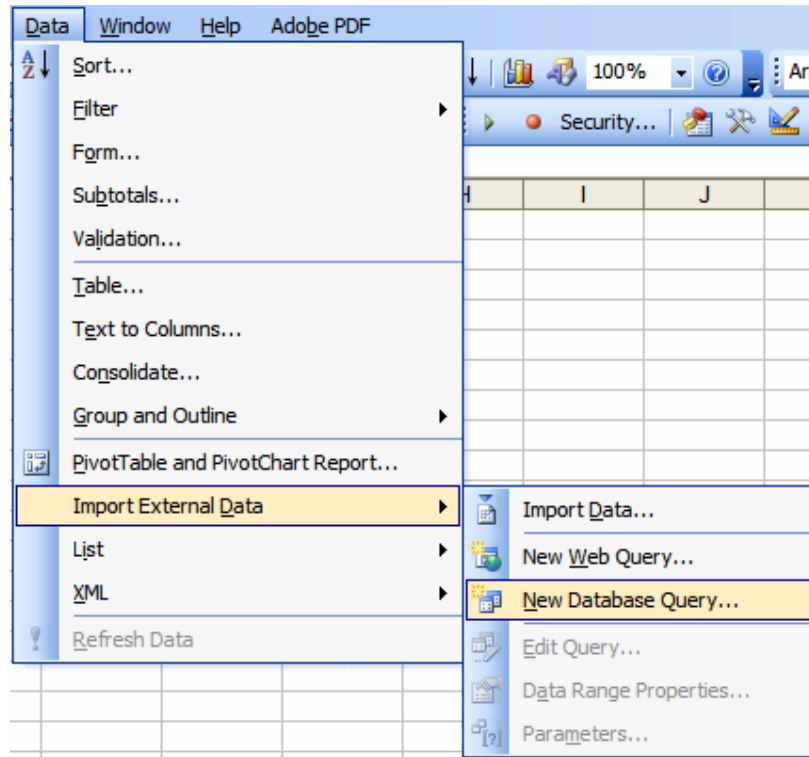 Data Window Help Adobe PDF
Sort...
100%
Filter
Security...
Form...
Subtotals...
I J
Validation...
Table...
Text to Columns...
Consolidate...
Group and Outline
PivotTable and PivotChart Report...
Import External Data
List
XML
Refresh Data
Import Data...
New Web Query...
New Database Query...
Edit Query...
Data Range Properties...
Parameters...